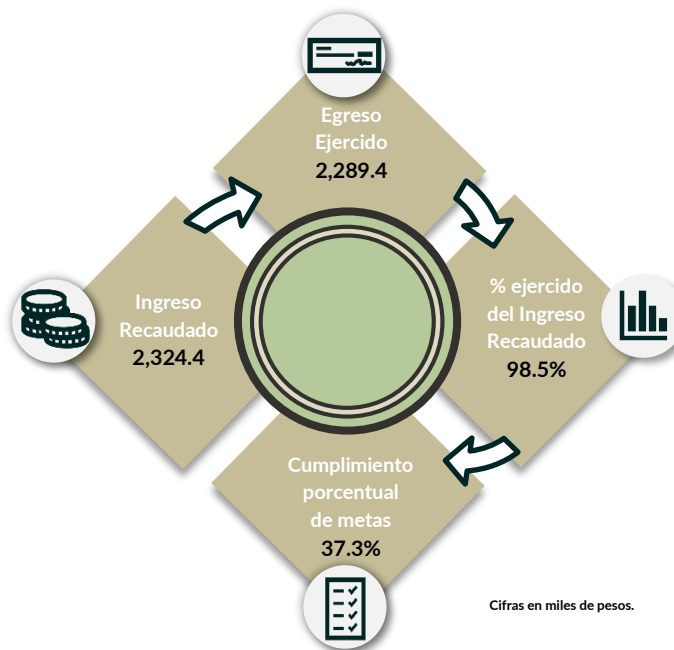 Egreso
Ejercido
2,289.4
Ingreso
Recaudado
2,324.4
% ejercido
del Ingreso
Recaudado
98.5%
Cumplimiento
porcentual
de metas
37.3%
Cifras en miles de pesos.